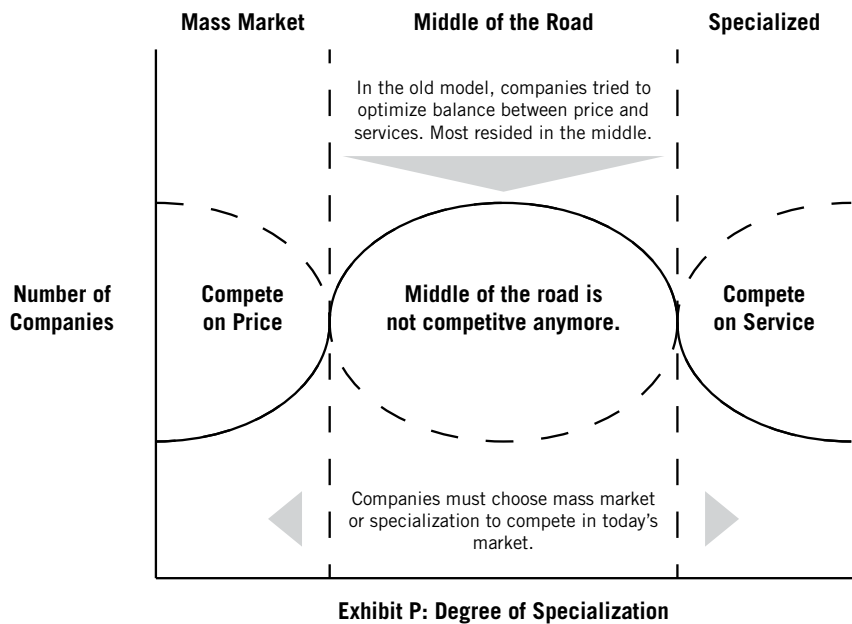 Mass Market
Middle of the Road
Specialized
In the old model, companies tried to
optimize balance between price and
services. Most resided in the middle.
Number of
Companies
Compete
on Price
Middle of the road is
not competitve anymore.
Compete
on Service
Companies must choose mass market
or specialization to compete in today's
market.
Exhibit P: Degree of Specialization